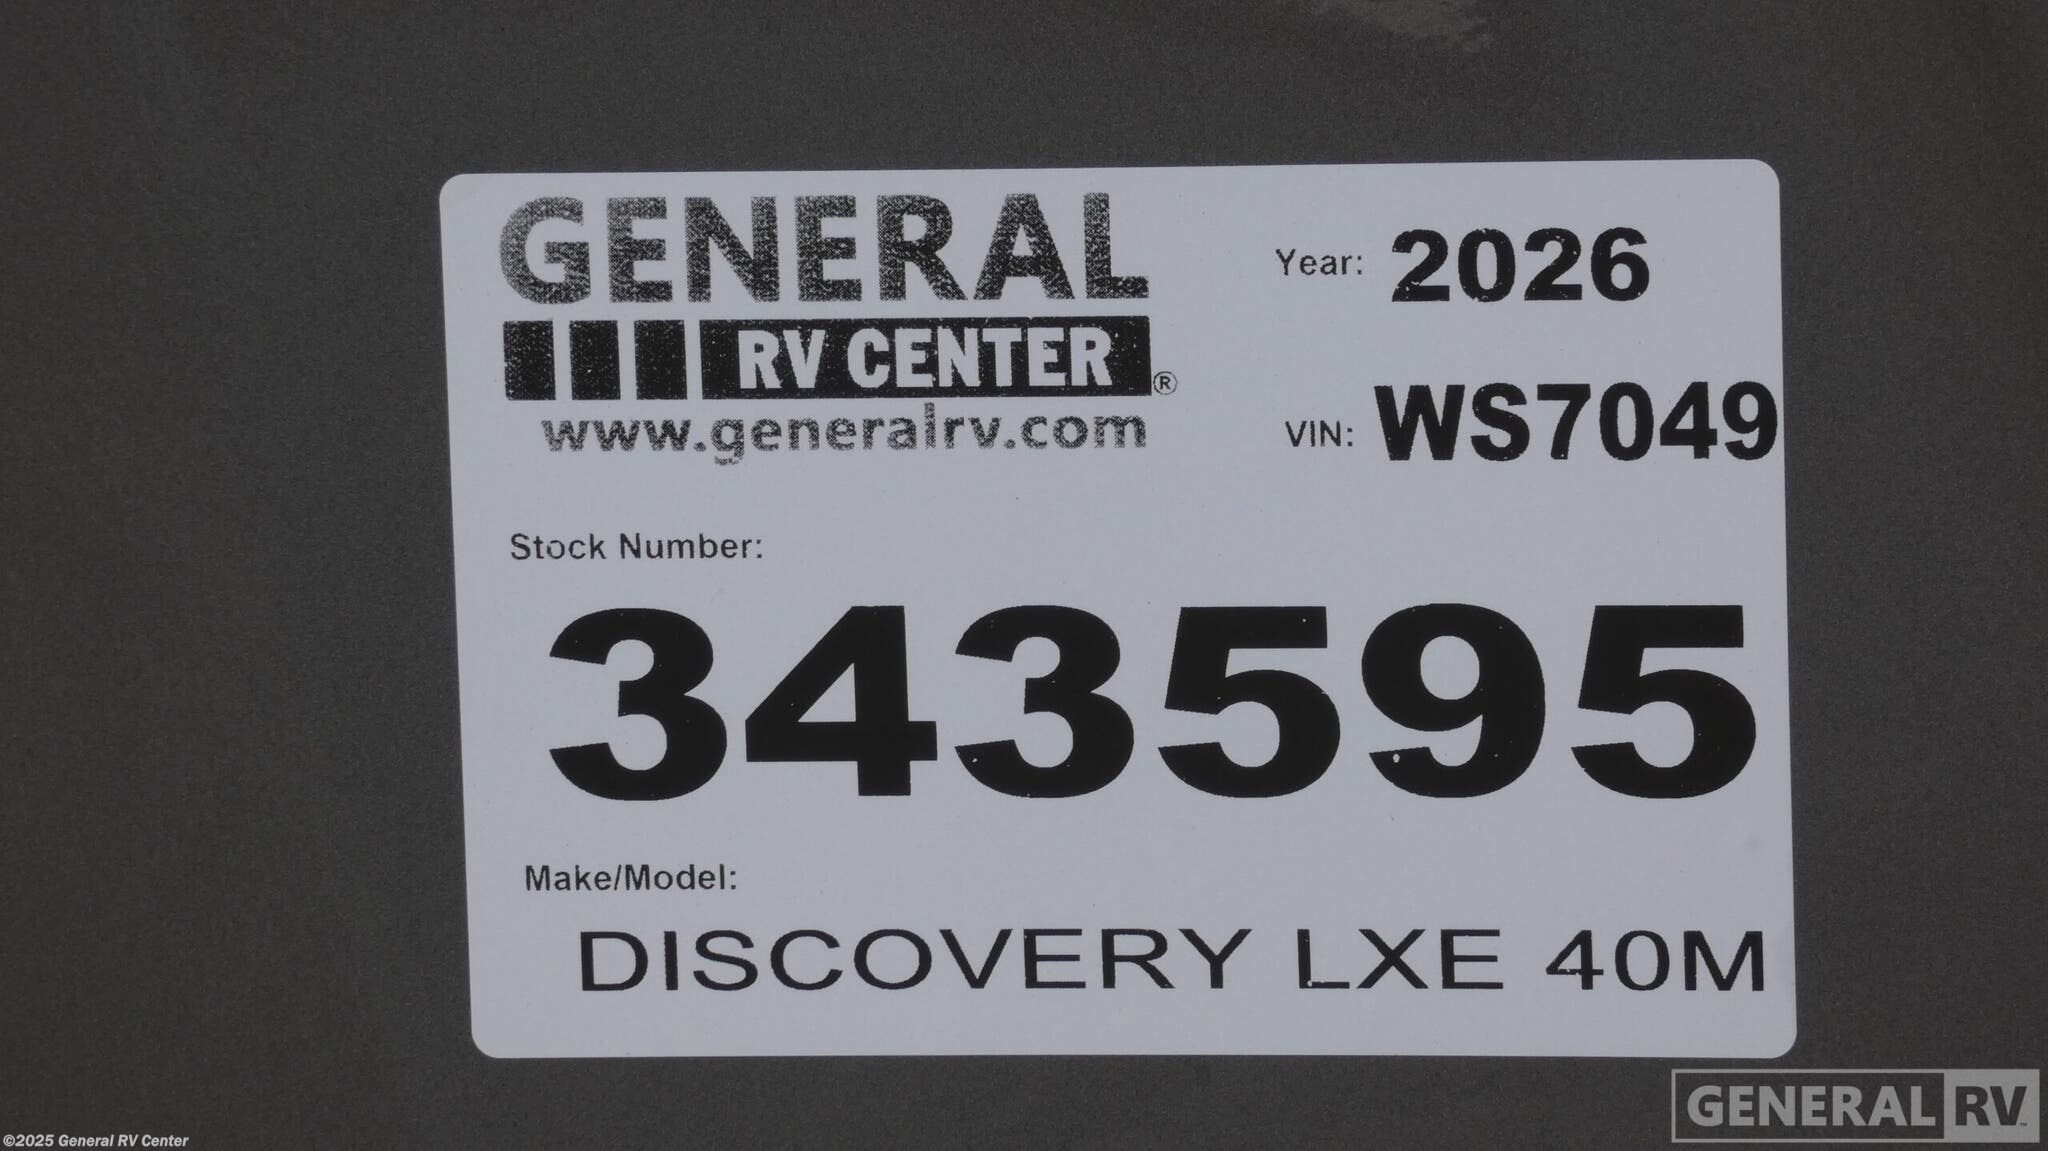 GENERAL
RV CENTER®
www.generalrv.com
Year: 2026
VIN: WS7049
Stock Number:
343595
Make/Model:
DISCOVERY LXE 40M
GENERAL RV™
©2025 General RV Center